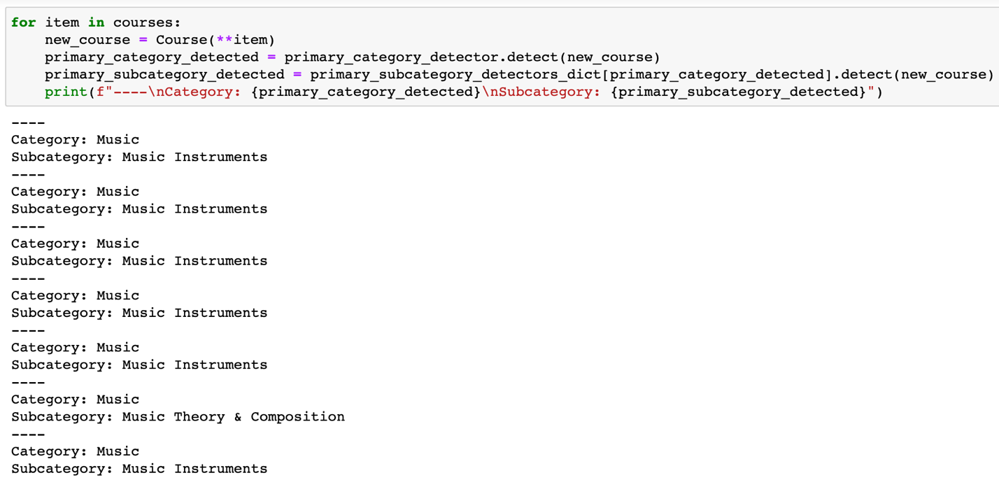 for item in courses:
    new_course = Course(**item)
    primary_category_detected = primary_category_detector.detect(new_course)
    primary_subcategory_detected = primary_subcategory_detectors_dict[primary_category_detected].detect(new_course)
    print(f"----\nCategory: {primary_category_detected}\nSubcategory: {primary_subcategory_detected}")
----
Category: Music
Subcategory: Music Instruments
----
Category: Music
Subcategory: Music Instruments
----
Category: Music
Subcategory: Music Instruments
----
Category: Music
Subcategory: Music Instruments
----
Category: Music
Subcategory: Music Instruments
----
Category: Music
Subcategory: Music Theory & Composition
----
Category: Music
Subcategory: Music Instruments